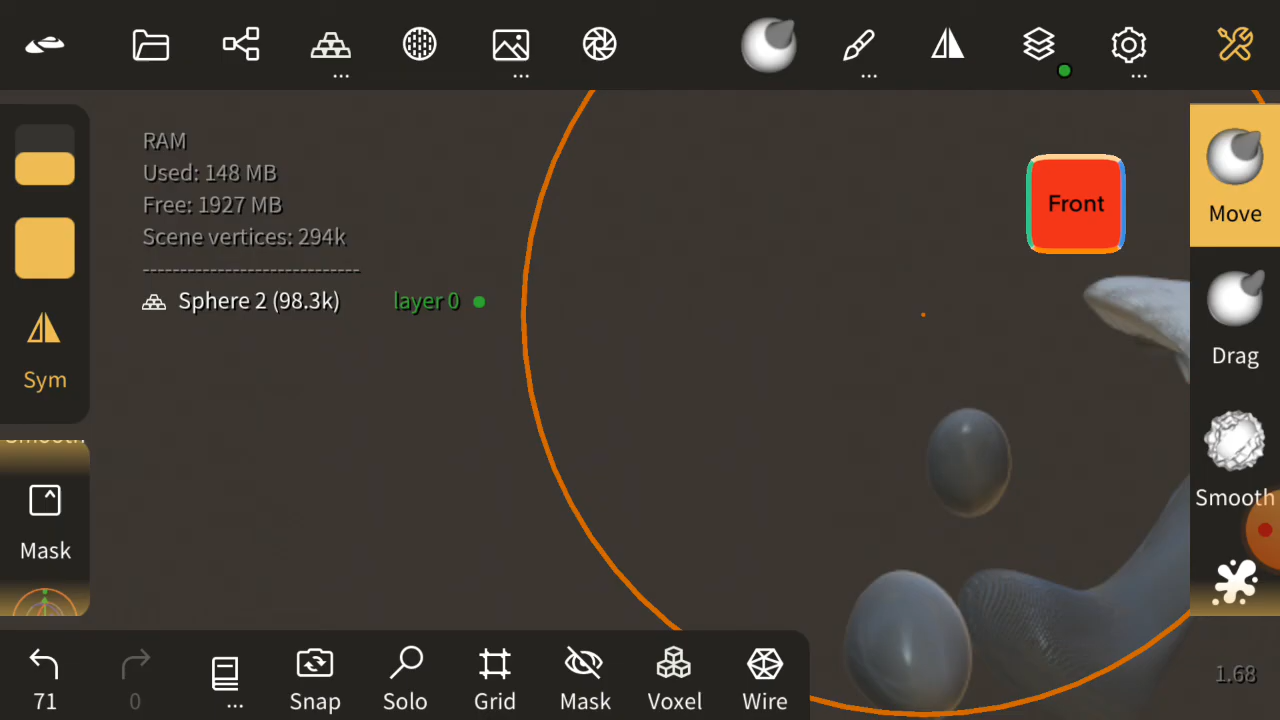 RAM
Used: 148 MB
Free: 1927 MB
Scene vertices: 294k
-----------------------------
Sphere 2 (98.3k) layer 0
Front
Move
Drag
Smooth
Sym
Smooth
Mask
71
0
...
Snap
Solo
Grid
Mask
Voxel
Wire
1.68